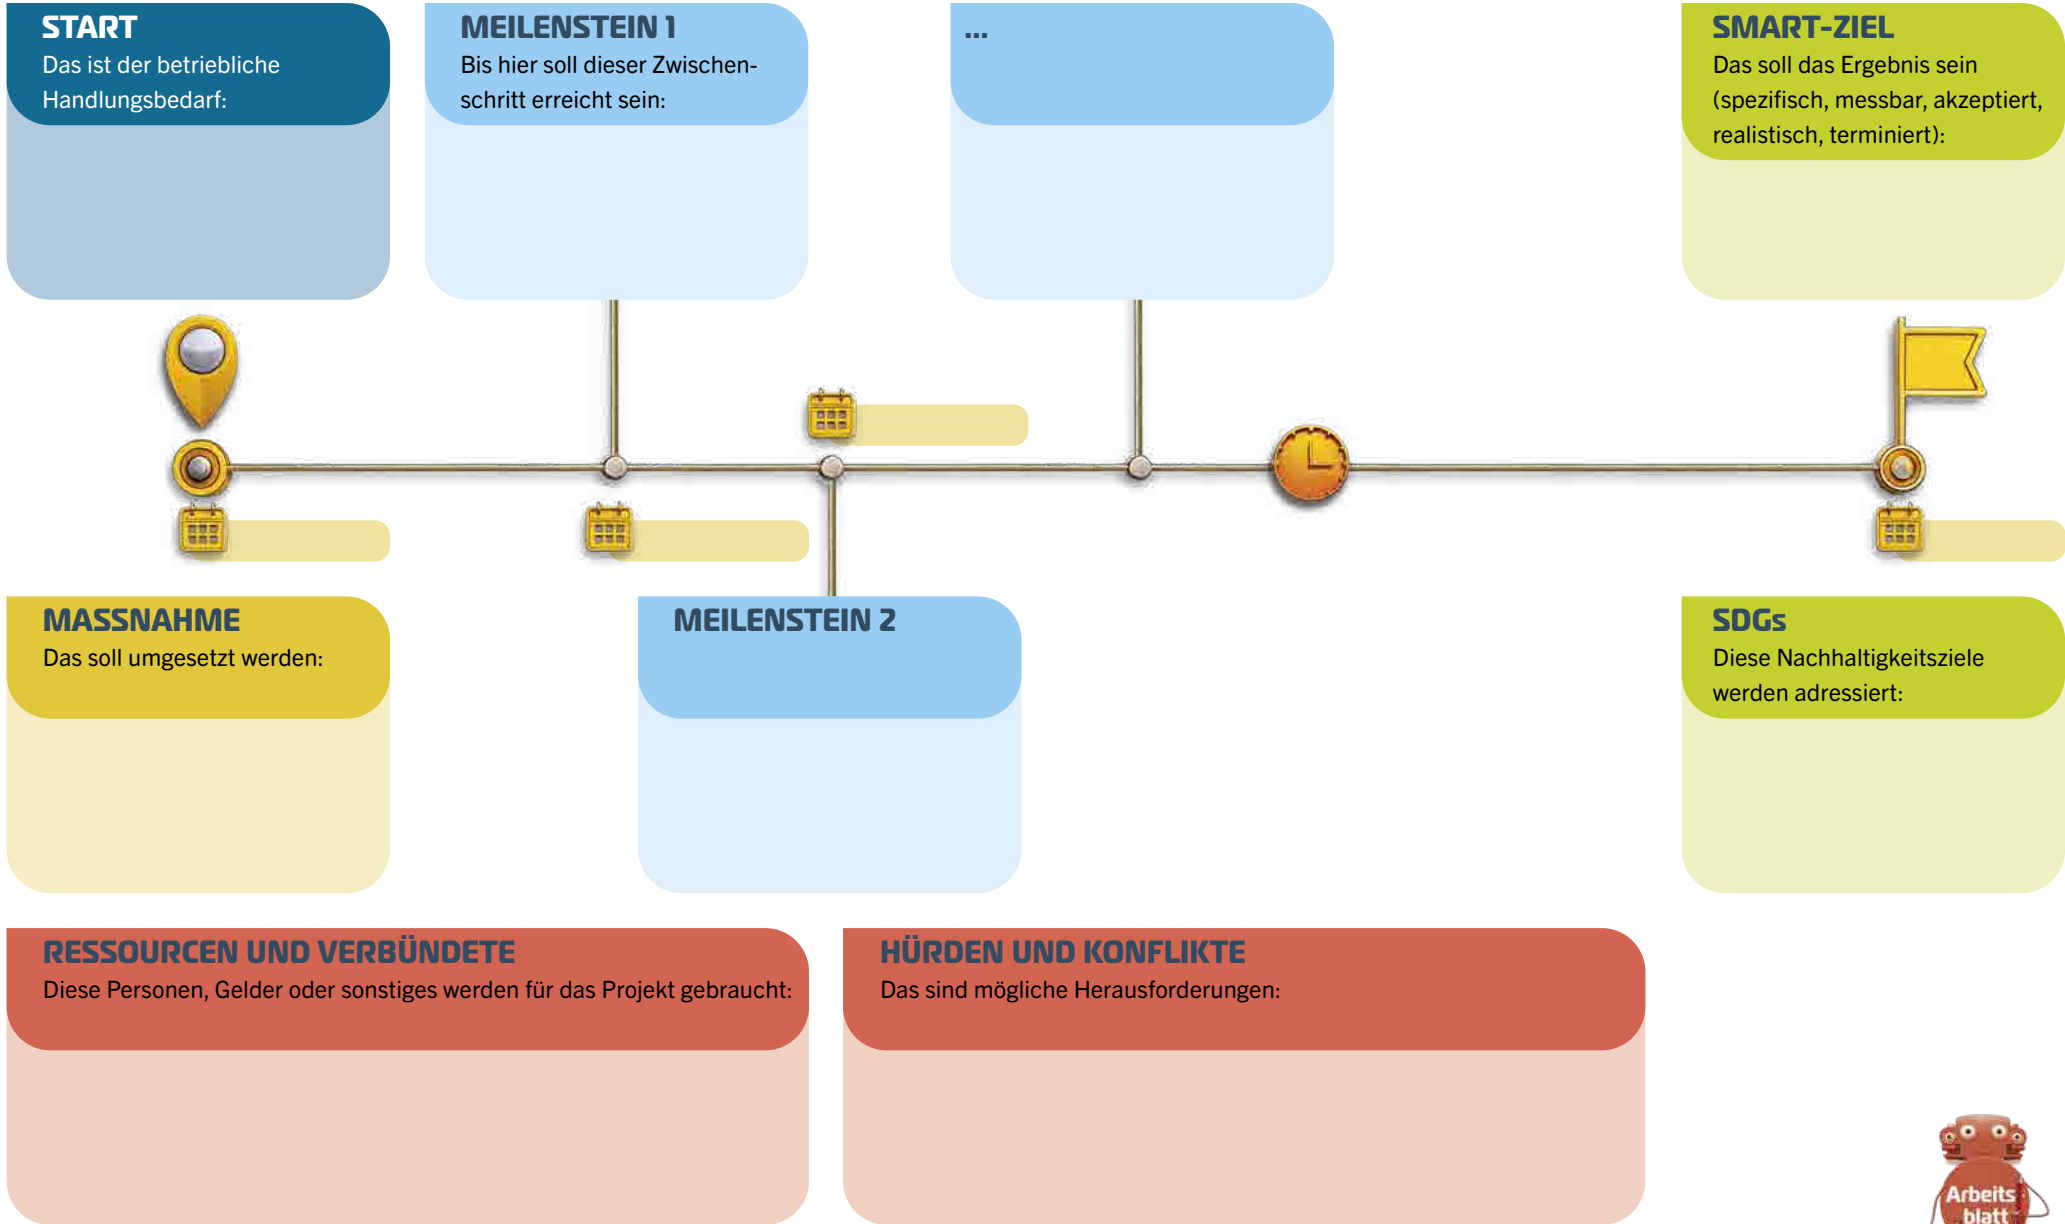 START
Das ist der betriebliche
Handlungsbedarf:
MEILENSTEIN 1
Bis hier soll dieser Zwischen-
schritt erreicht sein:
...
SMART-ZIEL
Das soll das Ergebnis sein
(spezifisch, messbar, akzeptiert,
realistisch, terminiert):
MASSNAHME
Das soll umgesetzt werden:
MEILENSTEIN 2
SDGs
Diese Nachhaltigkeitsziele
werden adressiert:
RESSOURCEN UND VERBÜNDETE
Diese Personen, Gelder oder sonstiges werden für das Projekt gebraucht:
HÜRDEN UND KONFLIKTE
Das sind mögliche Herausforderungen:
Arbeits
blatt